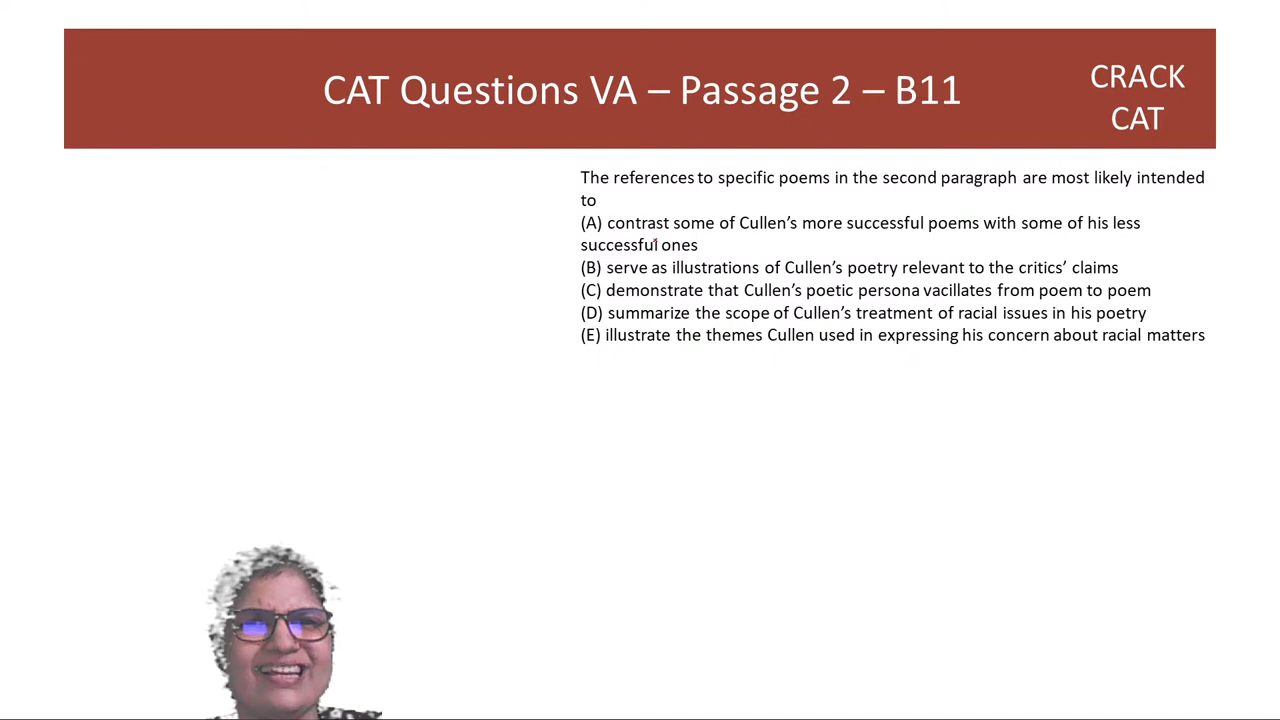 CAT Questions VA – Passage 2 – B11
CRACK
CAT
The references to specific poems in the second paragraph are most likely intended
to
(A) contrast some of Cullen’s more successful poems with some of his less
successful ones
(B) serve as illustrations of Cullen’s poetry relevant to the critics’ claims
(C) demonstrate that Cullen’s poetic persona vacillates from poem to poem
(D) summarize the scope of Cullen’s treatment of racial issues in his poetry
(E) illustrate the themes Cullen used in expressing his concern about racial matters